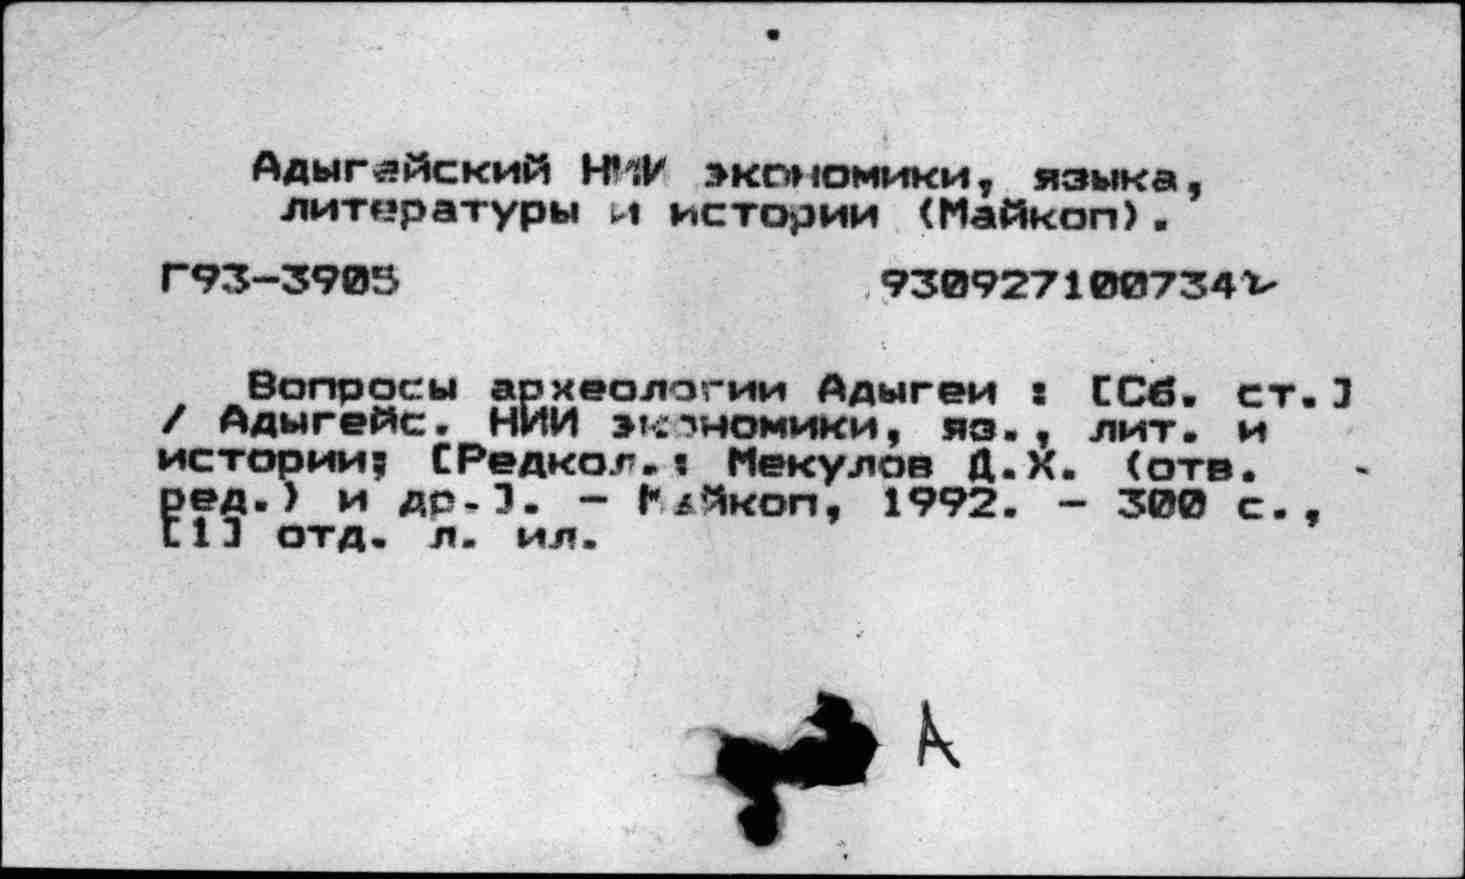 Адыгейский НИИ экономики, языка,
литературы и истории (Майкоп).
Г93-3905 930927100734
Вопросы археологии Адыгеи : [Сб. ст.]
/ Адыгейс. НИИ экономики, яз., лит. и
истории; [Редкол.: Мекулов Д.Х. (отв.
ред.) и др.]. - Майкоп, 1992. - 300 с.,
[1] отд. л. ил.
А